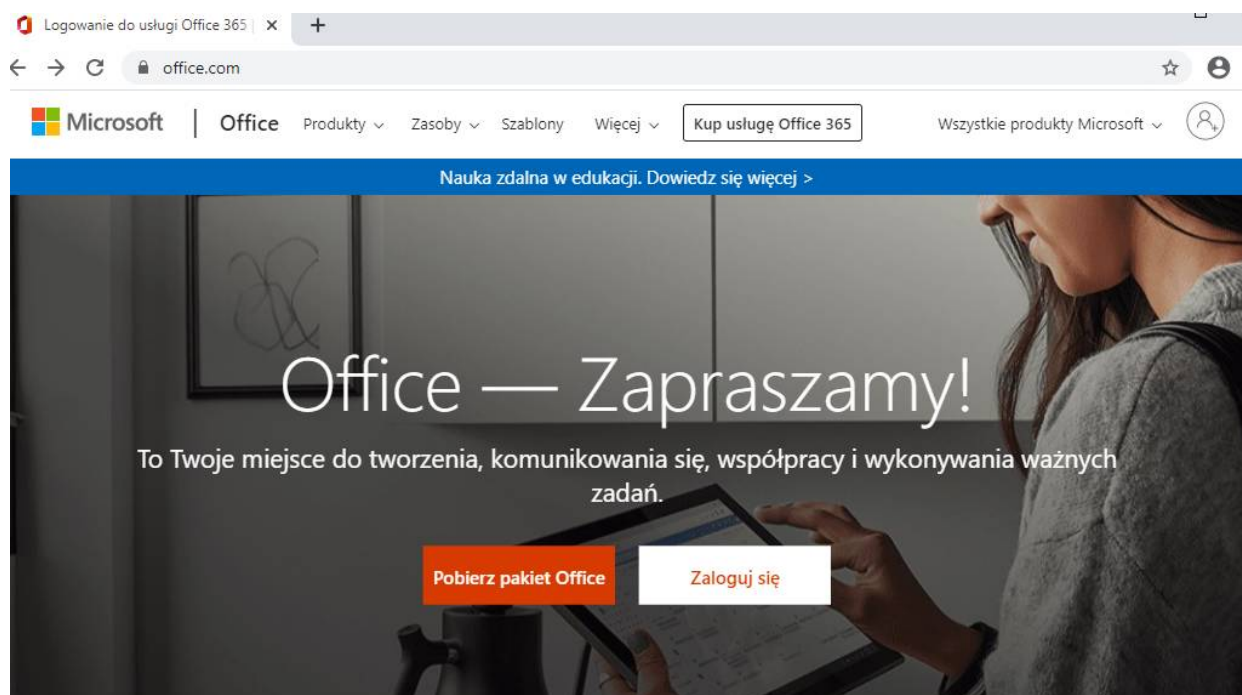 Logowanie do usługi Office 365
office.com
Microsoft | Office Produkty Zasoby Szablony Więcej Kup usługę Office 365 Wszystkie produkty Microsoft
Nauka zdalna w edukacji. Dowiedz się więcej >
Office — Zapraszamy!
To Twoje miejsce do tworzenia, komunikowania się, współpracy i wykonywania ważnych
zadań.
Pobierz pakiet Office Zaloguj się